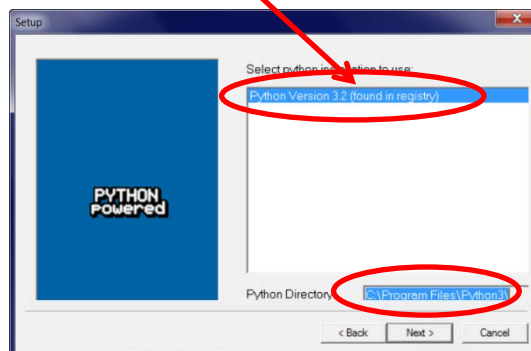 Setup
Select python installation to use:
Python Version 3.2 (found in registry)
PYTHON
powered
Python Directory
C:\Program Files\Python3\
< Back Next > Cancel